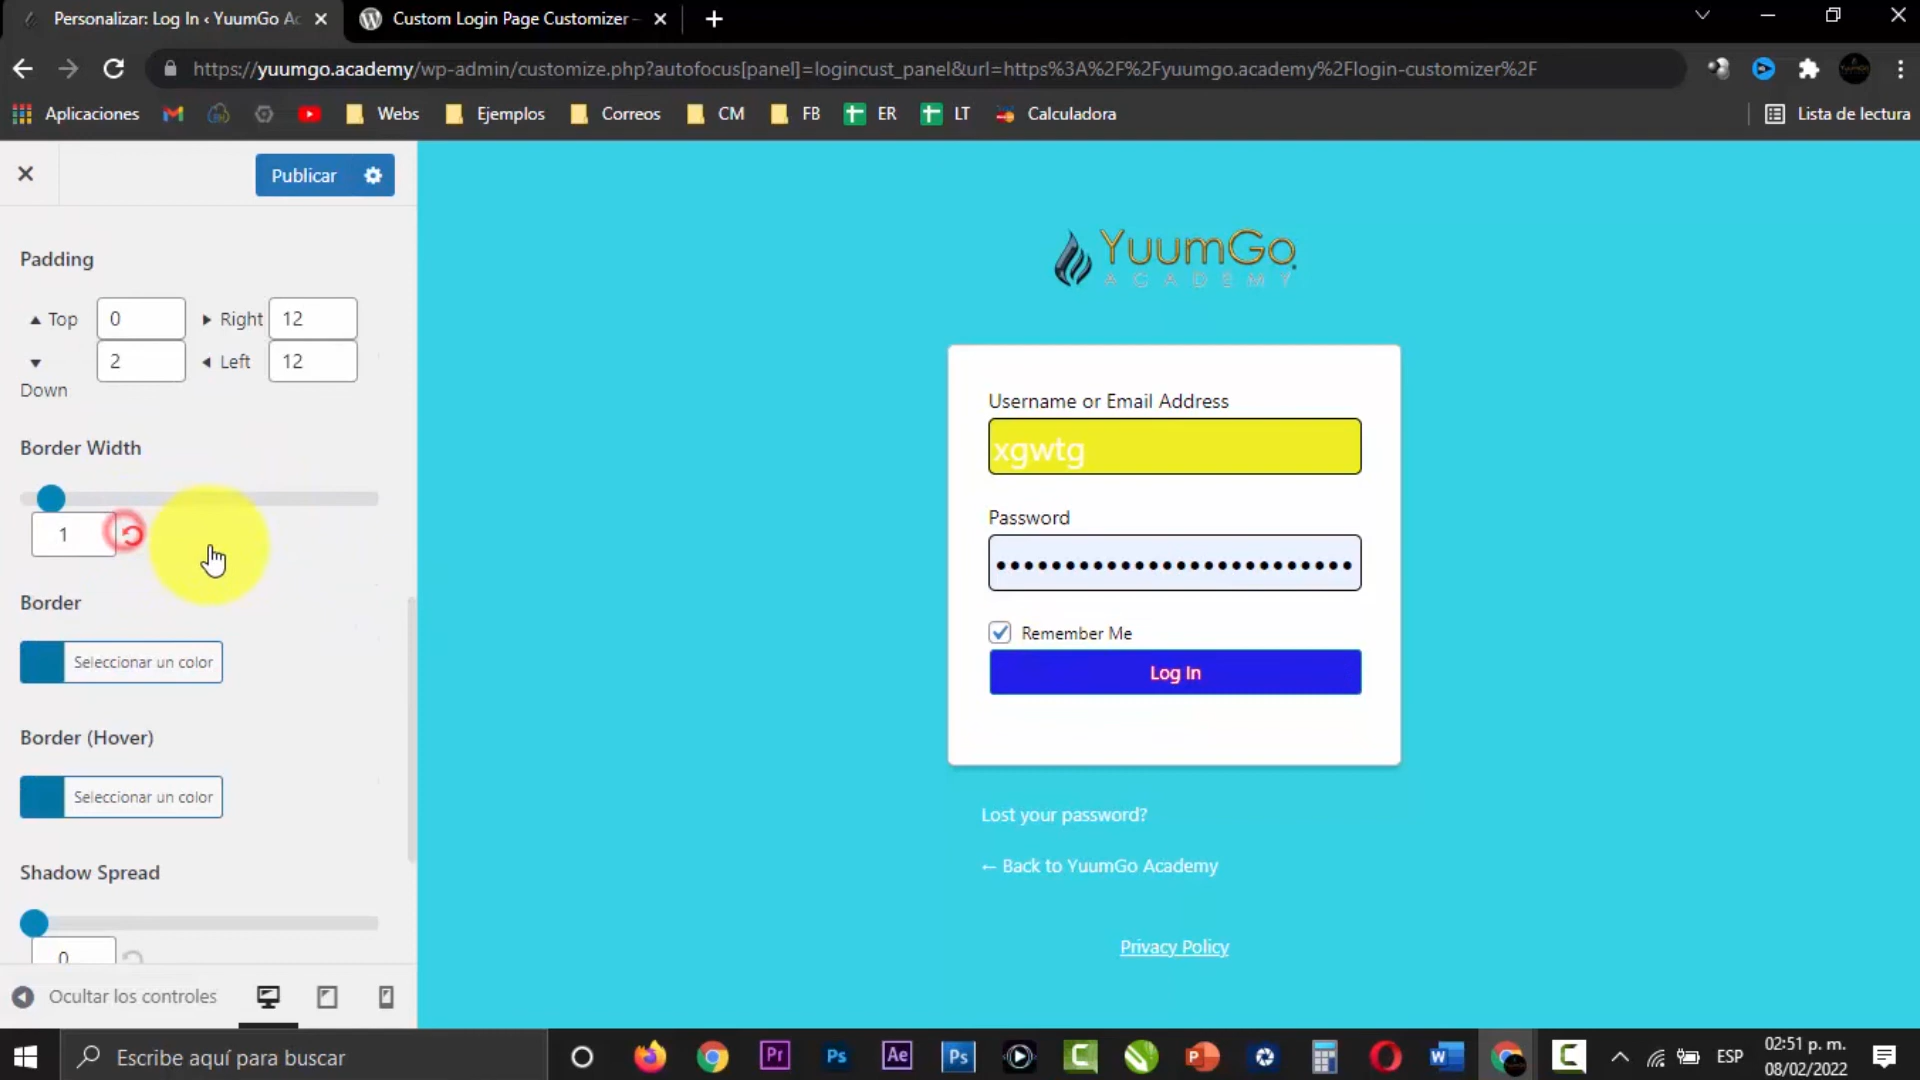 Personalizar: Log In ‹ YuumGo Ac
Custom Login Page Customizer –
https://yuumgo.academy/wp-admin/customize.php?autofocus[panel]=logincust_panel&url=https%3A%2F%2Fyuumgo.academy%2Flogin-customizer%2F
Aplicaciones
Webs
Ejemplos
Correos
CM
FB
ER
LT
Calculadora
Lista de lectura
Publicar
Padding
Top 0 Right 12
2 Left 12
Down
Border Width
1
Border
Seleccionar un color
Border (Hover)
Seleccionar un color
Shadow Spread
0
Ocultar los controles
YuumGo
ACADEMY
Username or Email Address
xgwtg
Password
Remember Me
Log In
Lost your password?
← Back to YuumGo Academy
Privacy Policy
Escribe aquí para buscar
Pr
Ps
Ae
Ps
ESP
02:51 p. m.
08/02/2022